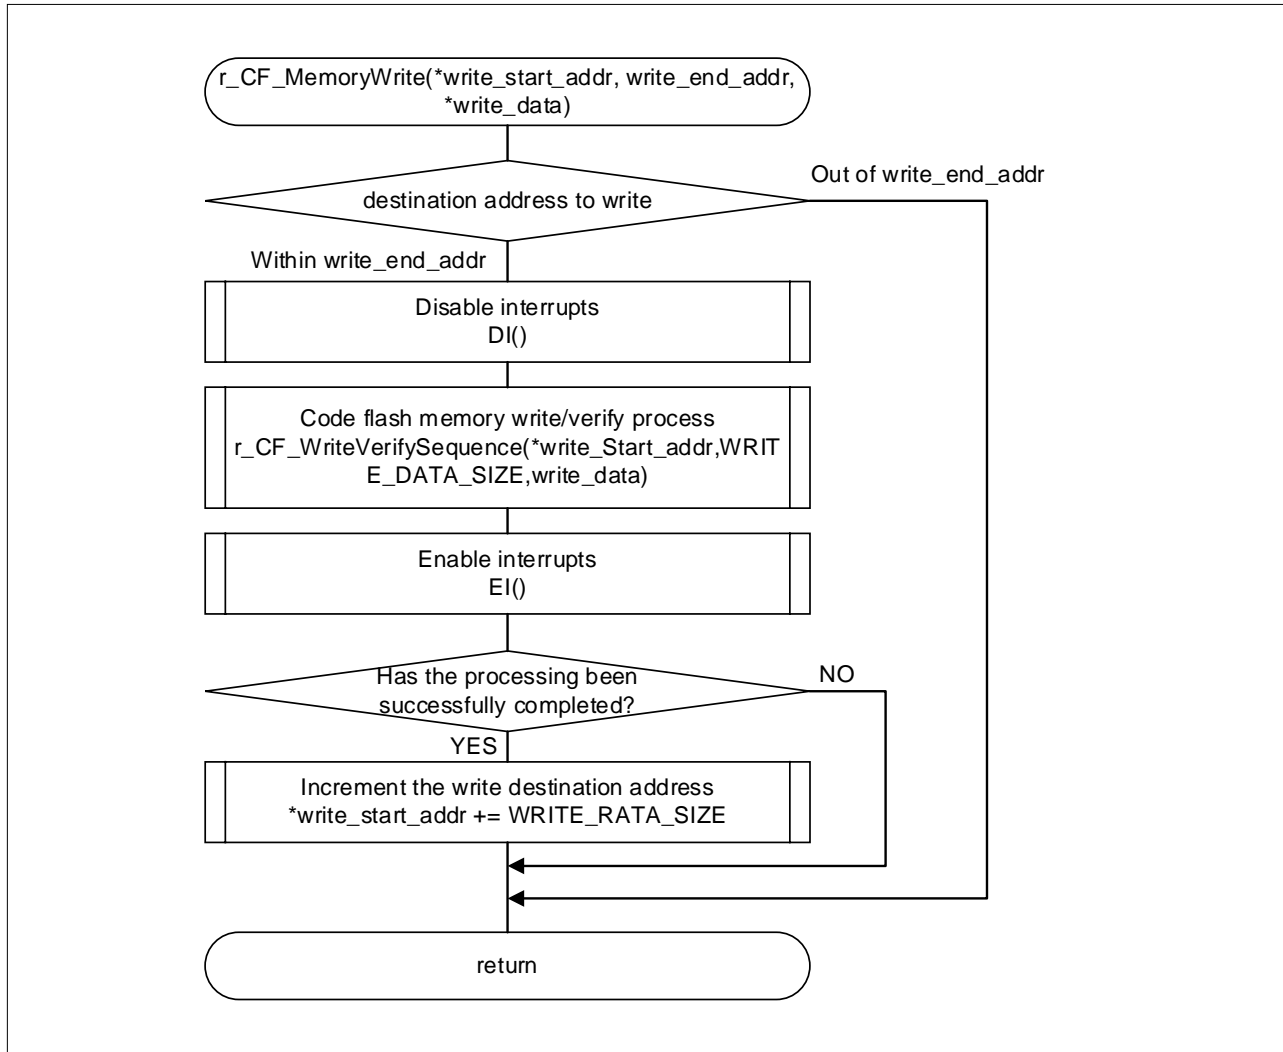 r_CF_MemoryWrite(*write_start_addr, write_end_addr,
*write_data)
Out of write_end_addr
destination address to write
Within write_end_addr
Disable interrupts
DI()
Code flash memory write/verify process
r_CF_WriteVerifySequence(*write_Start_addr,WRIT
E_DATA_SIZE,write_data)
Enable interrupts
EI()
Has the processing been
successfully completed?
NO
YES
Increment the write destination address
*write_start_addr += WRITE_RATA_SIZE
return